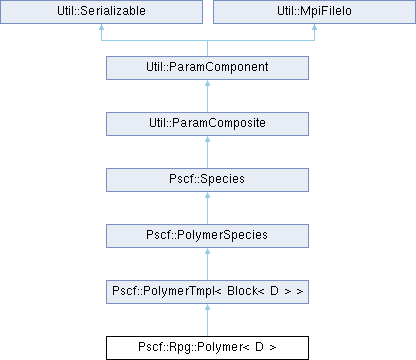 Util::Serializable
Util::MpiFileIo
Util::ParamComponent
Util::ParamComposite
Pscf::Species
Pscf::PolymerSpecies
Pscf::PolymerTmpl< Block< D > >
Pscf::Rpg::Polymer< D >